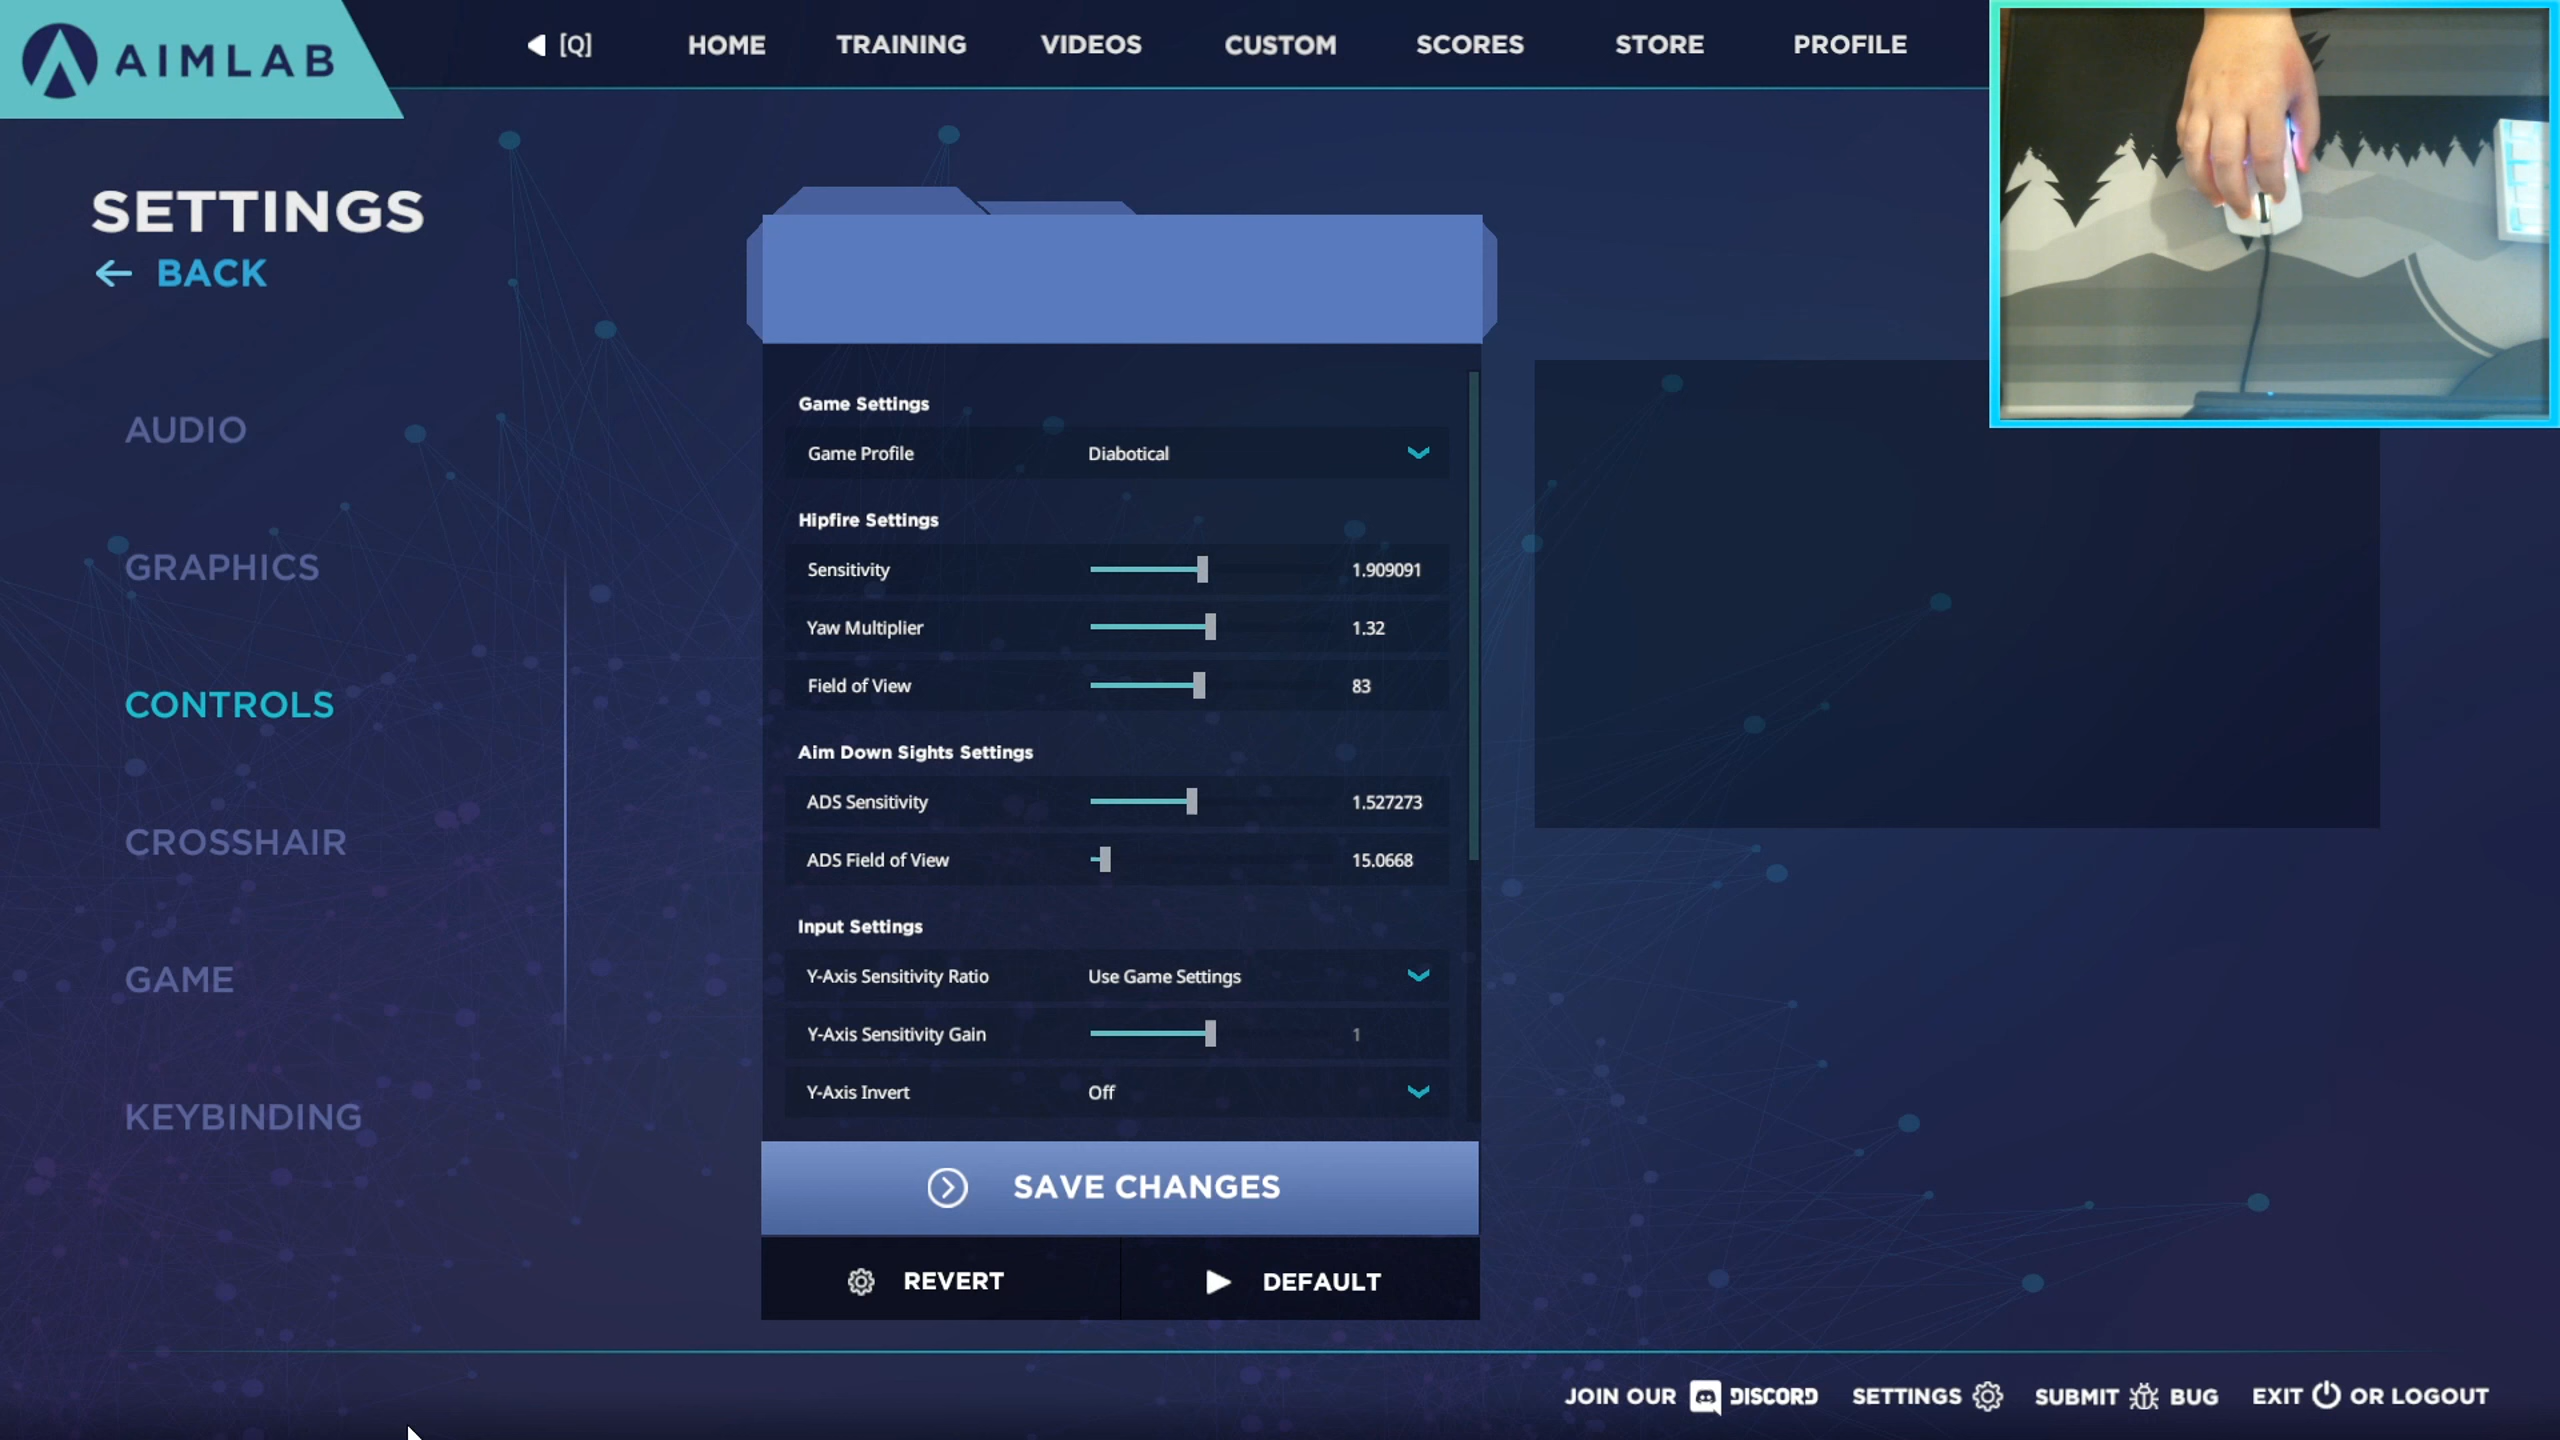 AIMLAB
[Q]
HOME
TRAINING
VIDEOS
CUSTOM
SCORES
STORE
PROFILE
SETTINGS
BACK
AUDIO
GRAPHICS
CONTROLS
CROSSHAIR
GAME
KEYBINDING
Game Settings
Game Profile Diabotical
Hipfire Settings
Sensitivity 1.909091
Yaw Multiplier 1.32
Field of View 83
Aim Down Sights Settings
ADS Sensitivity 1.527273
ADS Field of View 15.0668
Input Settings
Y-Axis Sensitivity Ratio Use Game Settings
Y-Axis Sensitivity Gain 1
Y-Axis Invert Off
SAVE CHANGES
REVERT
DEFAULT
JOIN OUR DISCORD
SETTINGS
SUBMIT BUG
EXIT OR LOGOUT